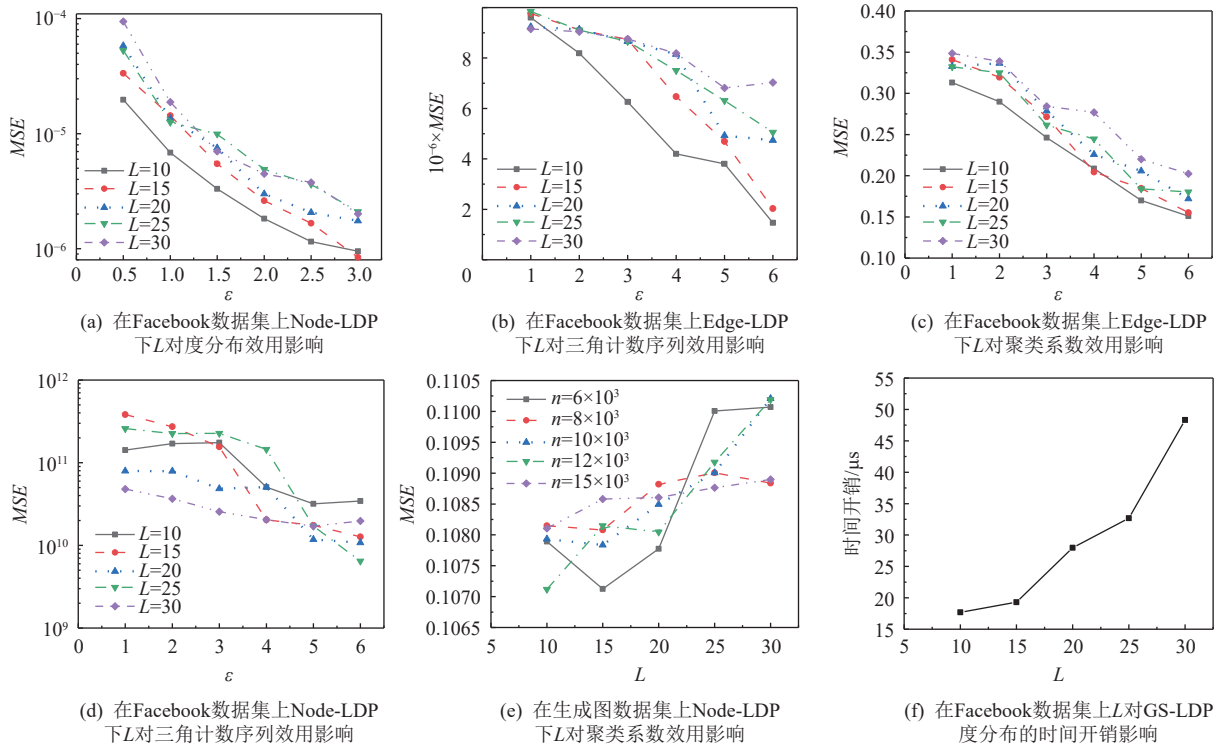 10⁻⁴
10⁻⁵
10⁻⁶
MSE
L=10
L=15
L=20
L=25
L=30
0 0.5 1.0 1.5 2.0 2.5 3.0
ε
(a) 在Facebook数据集上Node-LDP
下L对度分布效用影响
8
6
4
2
10⁻⁶×MSE
L=10
L=15
L=20
L=25
L=30
0 1 2 3 4 5 6
ε
(b) 在Facebook数据集上Edge-LDP
下L对三角计数序列效用影响
0.40
0.35
0.30
0.25
0.20
0.15
0.10
MSE
L=10
L=15
L=20
L=25
L=30
0 1 2 3 4 5 6
ε
(c) 在Facebook数据集上Edge-LDP
下L对聚类系数效用影响
10¹²
10¹¹
10¹⁰
10⁹
MSE
L=10
L=15
L=20
L=25
L=30
0 1 2 3 4 5 6
ε
(d) 在Facebook数据集上Node-LDP
下L对三角计数序列效用影响
0.1105
0.1100
0.1095
0.1090
0.1085
0.1080
0.1075
0.1070
0.1065
MSE
n=6×10³
n=8×10³
n=10×10³
n=12×10³
n=15×10³
5 10 15 20 25 30
L
(e) 在生成图数据集上Node-LDP
下L对聚类系数效用影响
55
50
45
40
35
30
25
20
15
时间开销/μs
5 10 15 20 25 30
L
(f) 在Facebook数据集上L对GS-LDP
度分布的时间开销影响